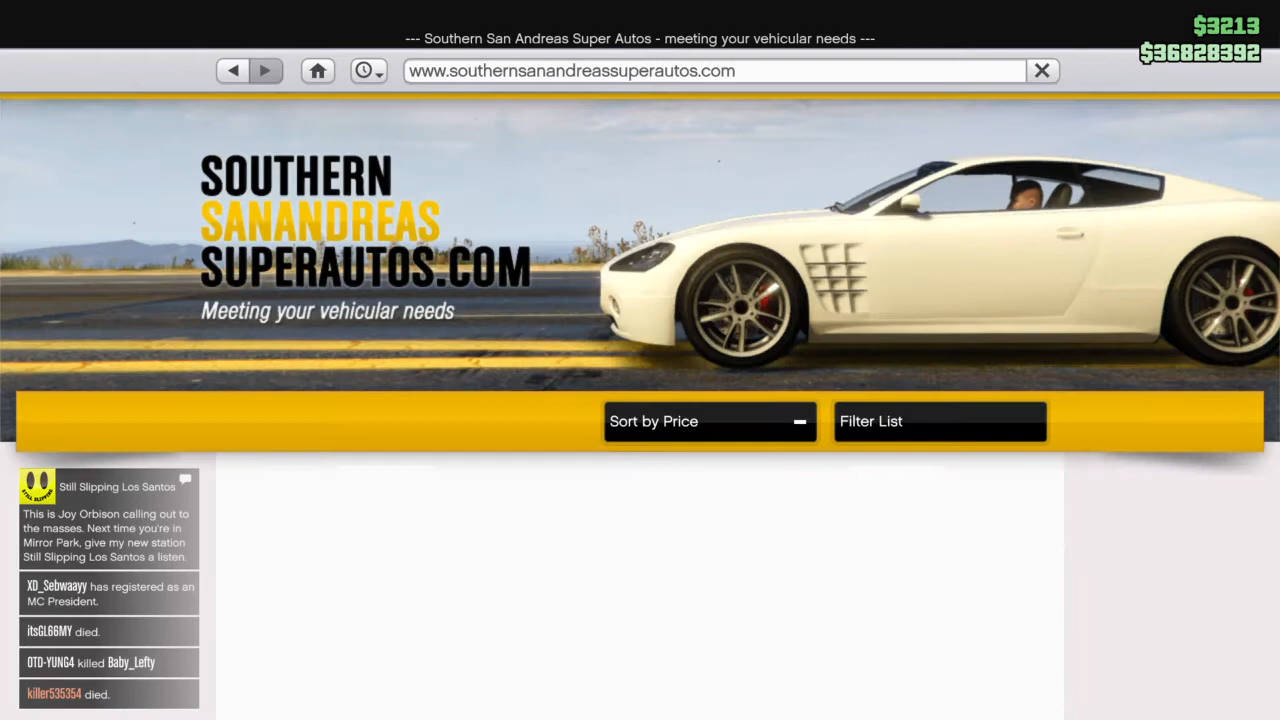 --- Southern San Andreas Super Autos - meeting your vehicular needs ---
$3213
$36828392
www.southernsanandreassuperautos.com
SOUTHERN
SANANDREAS
SUPERAUTOS.COM
Meeting your vehicular needs
Sort by Price
Filter List
STILL SLIPPING
Still Slipping Los Santos
This is Joy Orbison calling out to
the masses. Next time you're in
Mirror Park, give my new station
Still Slipping Los Santos a listen.
XD_Sebwaayy has registered as an
MC President.
itsGL66MY died.
OTD-YUNG4 killed Baby_Lefty
killer535354 died.